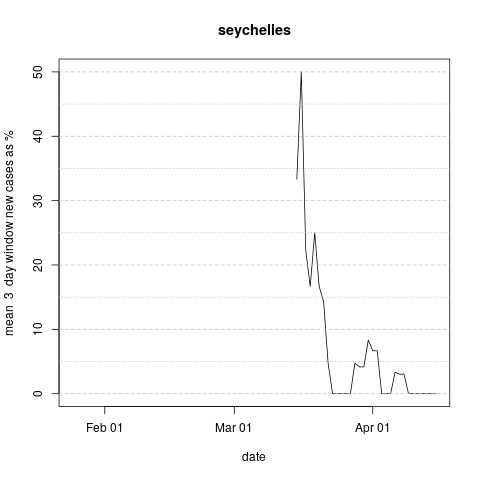 seychelles
mean 3 day window new cases as %
50
40
30
20
10
0
Feb 01
Mar 01
Apr 01
date